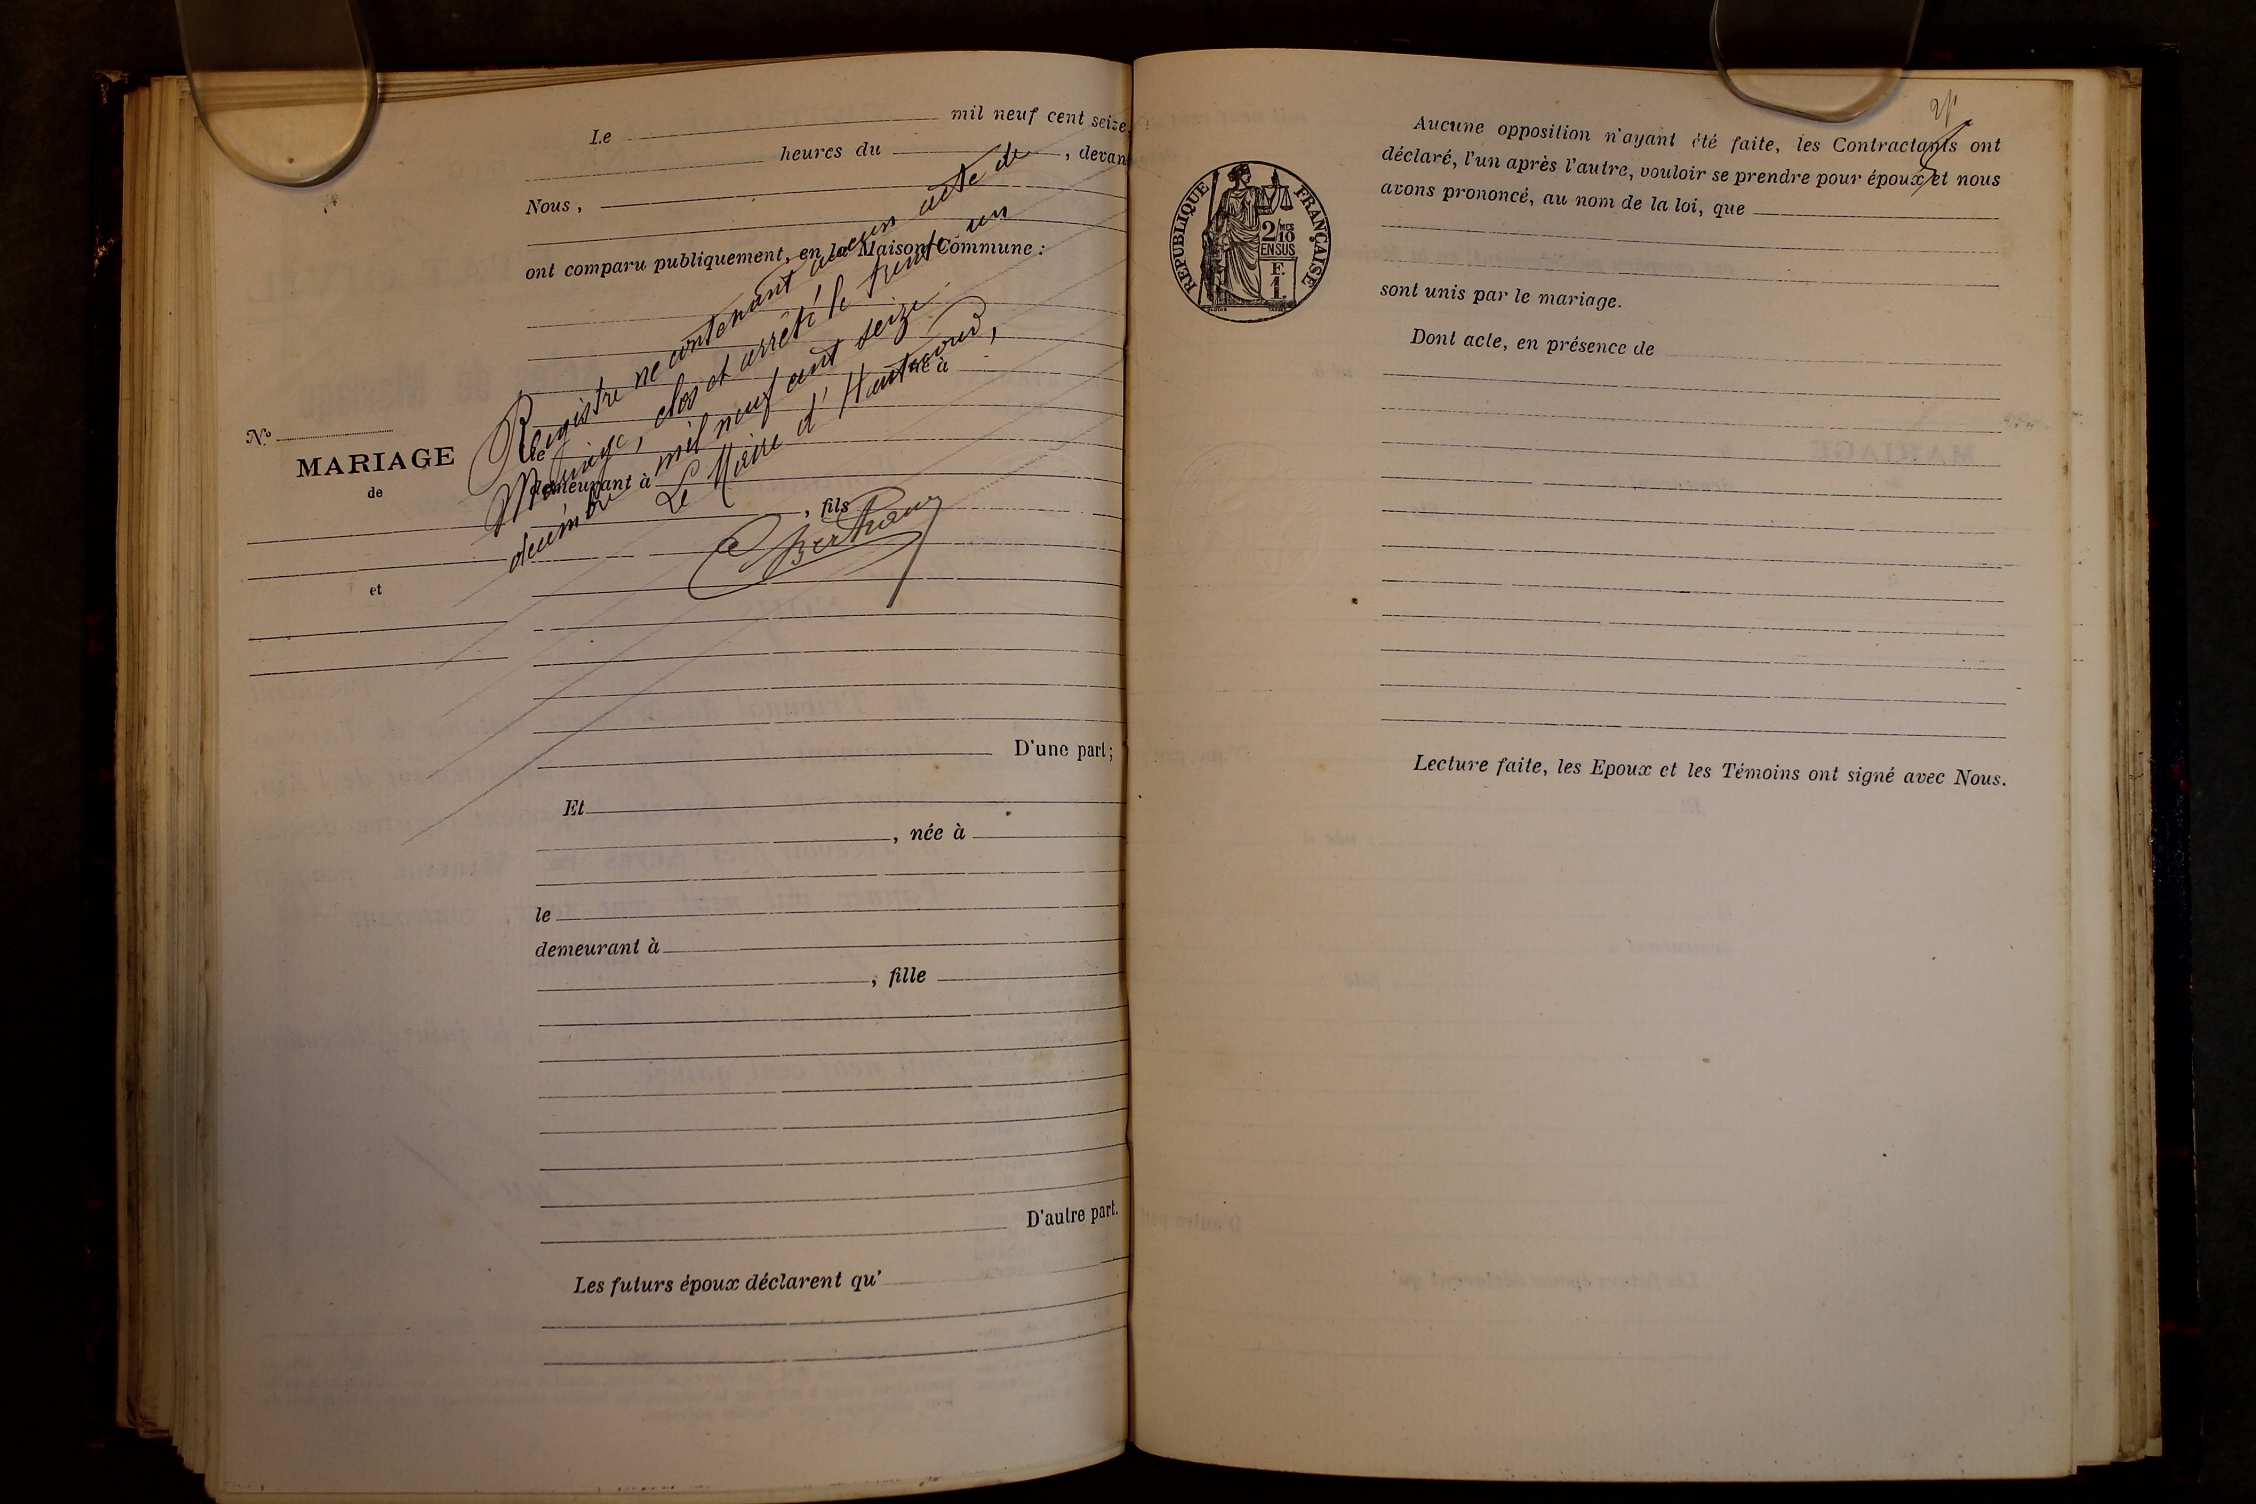 Le mil neuf cent seize,
heures du , devan
Nous ,
ont comparu publiquement, en la Maison Commune :
né à
le
demeurant à
, fils
D'une part;
Et
, née à
le
demeurant à
, fille
D'autre part.
Les futurs époux déclarent qu'
N.º
MARIAGE
de
et
Registre ne contenant aucun acte de
Mariage, clos et arrêté le trente un
décembre mil neuf cent seize.
Le Maire d'
Aucune opposition n'ayant été faite, les Contractants ont
déclaré, l'un après l'autre, vouloir se prendre pour époux et nous
avons prononcé, au nom de la loi, que
sont unis par le mariage.
Dont acte, en présence de
Lecture faite, les Epoux et les Témoins ont signé avec Nous.
RÉPUBLIQUE FRANÇAISE
2/MES
10
EN SUS
F.
1.